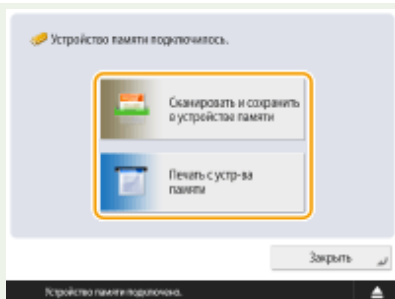 Устройство памяти подключилось.
Сканировать и сохранить
в устройстве памяти
Печать с устр-ва
памяти
Закрыть
Устройство памяти подключено.